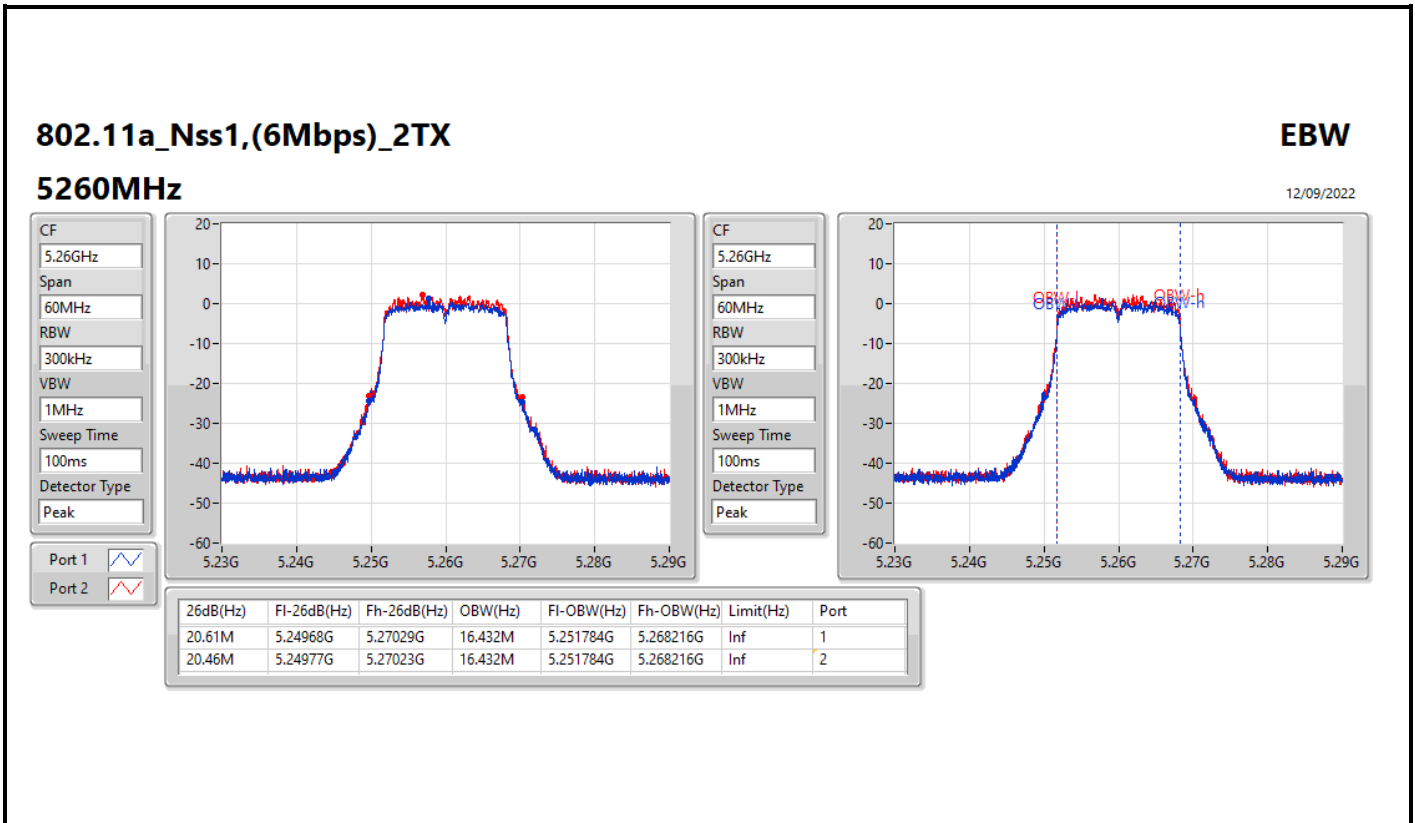 802.11a_Nss1,(6Mbps)_2TX
EBW
5260MHz
12/09/2022
CF
5.26GHz
Span
60MHz
RBW
300kHz
VBW
1MHz
Sweep Time
100ms
Detector Type
Peak
Port 1
Port 2
20
10
0
-10
-20
-30
-40
-50
-60
5.23G 5.24G 5.25G 5.26G 5.27G 5.28G 5.29G
CF
5.26GHz
Span
60MHz
RBW
300kHz
VBW
1MHz
Sweep Time
100ms
Detector Type
Peak
20
10
0
-10
-20
-30
-40
-50
-60
OBW-h
OBW-h
5.23G 5.24G 5.25G 5.26G 5.27G 5.28G 5.29G
26dB(Hz) Fl-26dB(Hz) Fh-26dB(Hz) OBW(Hz) Fl-OBW(Hz) Fh-OBW(Hz) Limit(Hz) Port
20.61M 5.24968G 5.27029G 16.432M 5.251784G 5.268216G Inf 1
20.46M 5.24977G 5.27023G 16.432M 5.251784G 5.268216G Inf 2